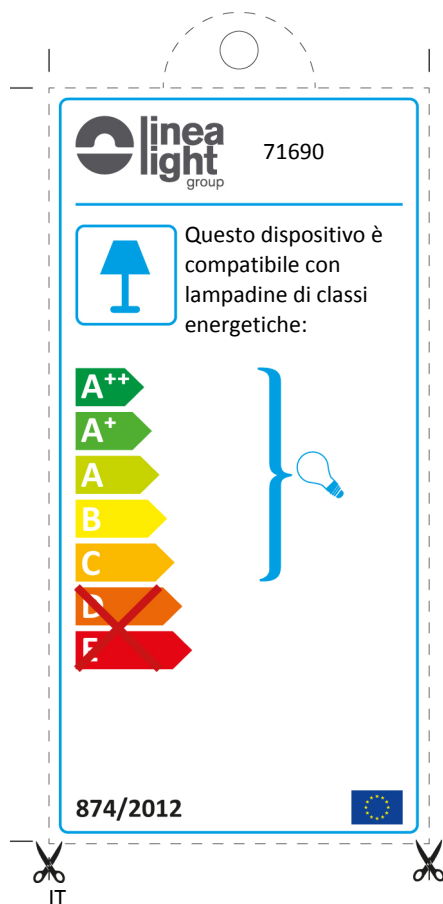 linea
light
group
71690
Questo dispositivo è
compatibile con
lampadine di classi
energetiche:
A++
A+
A
B
C
D
E
874/2012
IT